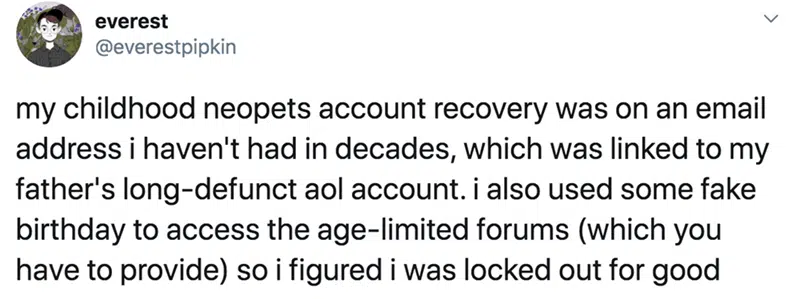 everest
@everestpipkin
my childhood neopets account recovery was on an email
address i haven't had in decades, which was linked to my
father's long-defunct aol account. i also used some fake
birthday to access the age-limited forums (which you
have to provide) so i figured i was locked out for good